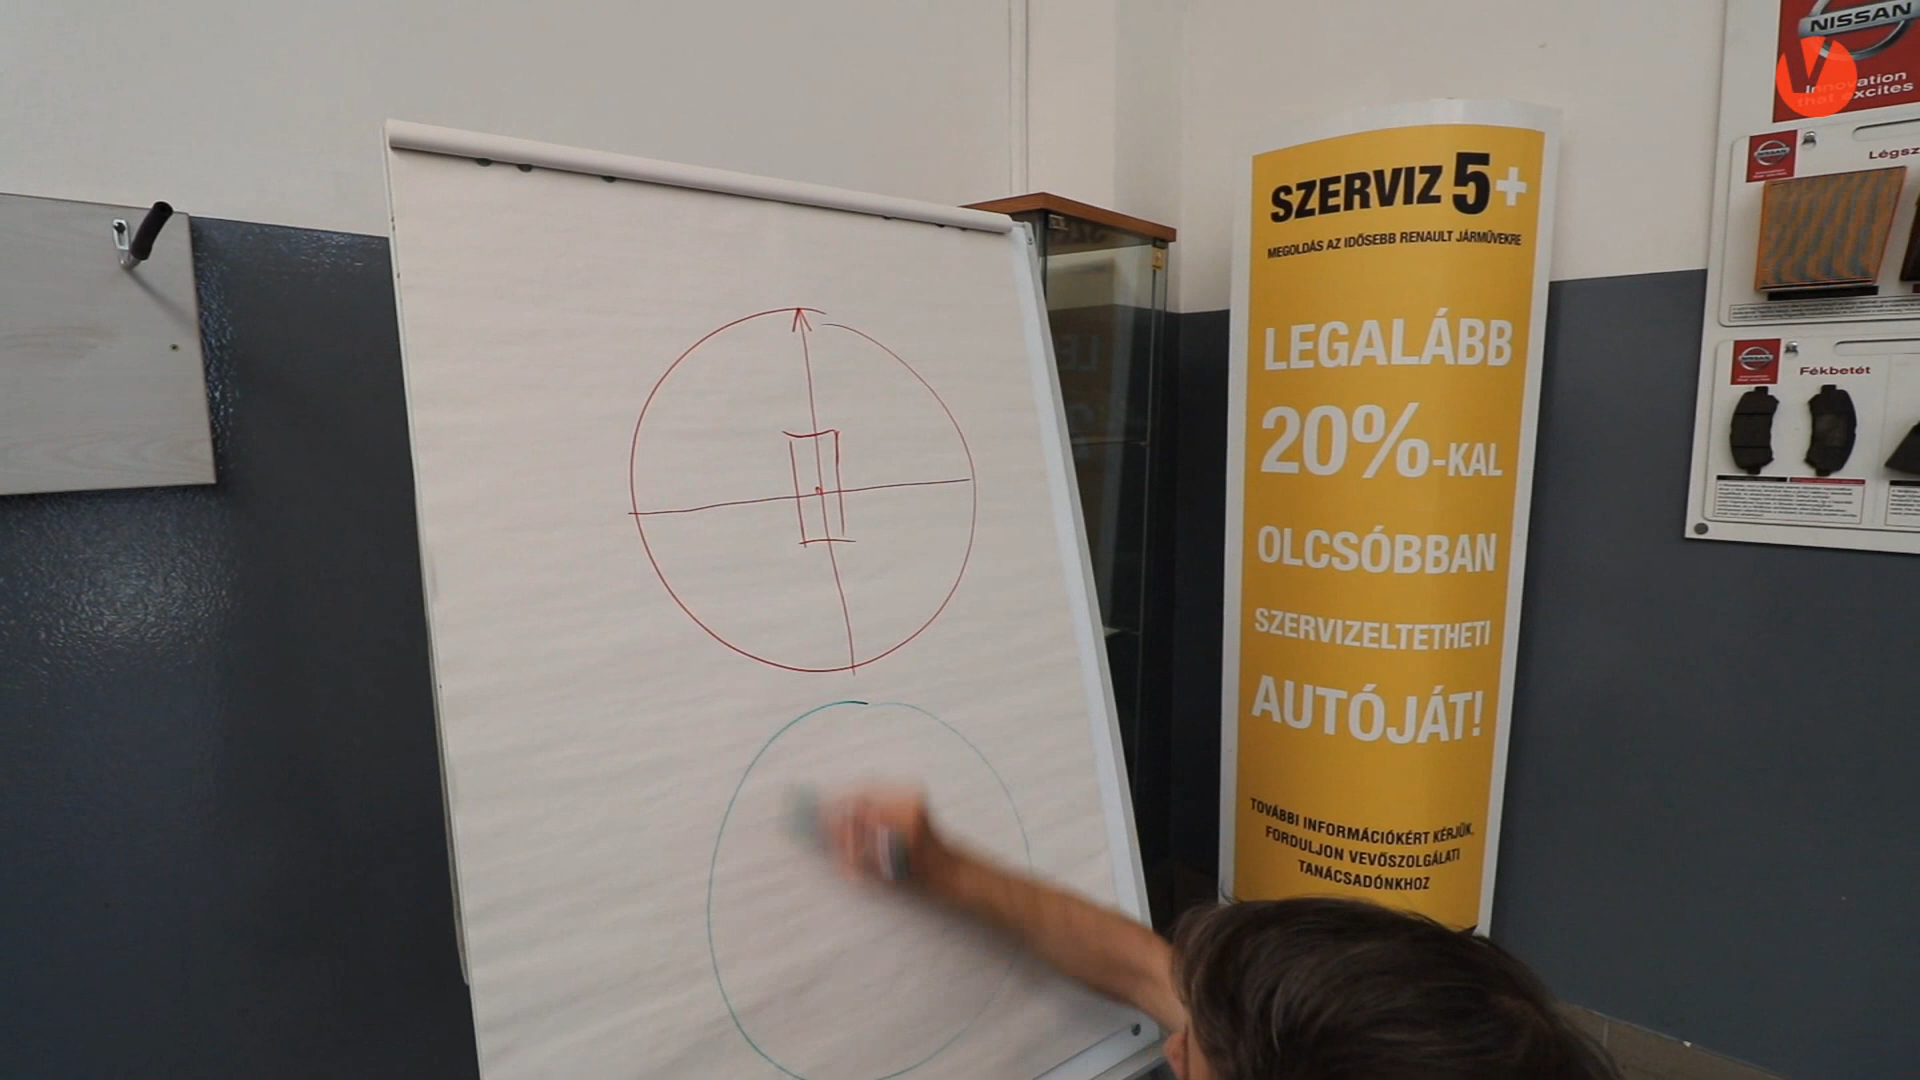 SZERVIZ 5+
MEGOLDÁS AZ IDŐSEBB RENAULT JÁRMŰVEKRE
LEGALÁBB
20%-KAL
OLCSÓBBAN
SZERVIZELTETHETI
AUTÓJÁT!
TOVÁBBI INFORMÁCIÓKÉRT KÉRJÜK,
FORDULJON VEVŐSZOLGÁLATI
TANÁCSADÓNKHOZ
NISSAN
Innovation
that excites
Fékbetét